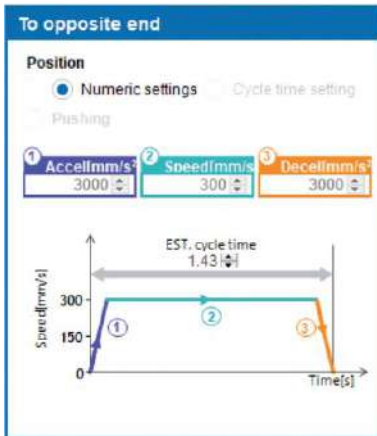 To opposite end
Position
Numeric settings
Cycle time setting
Pushing
① Accel[mm/s²
② Speed[mm/s
③ Decel[mm/s²
3000
300
3000
EST. cycle time
1.43
Speed[mm/s]
300
150
0
①
②
③
Time[s]